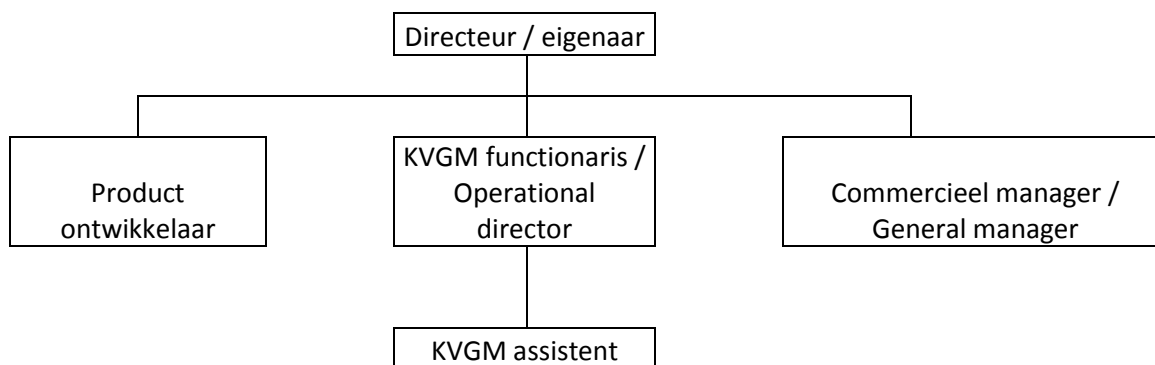 Directeur / eigenaar
Product
ontwikkelaar
KVGM functionaris /
Operational
director
Commercieel manager /
General manager
KVGM assistent